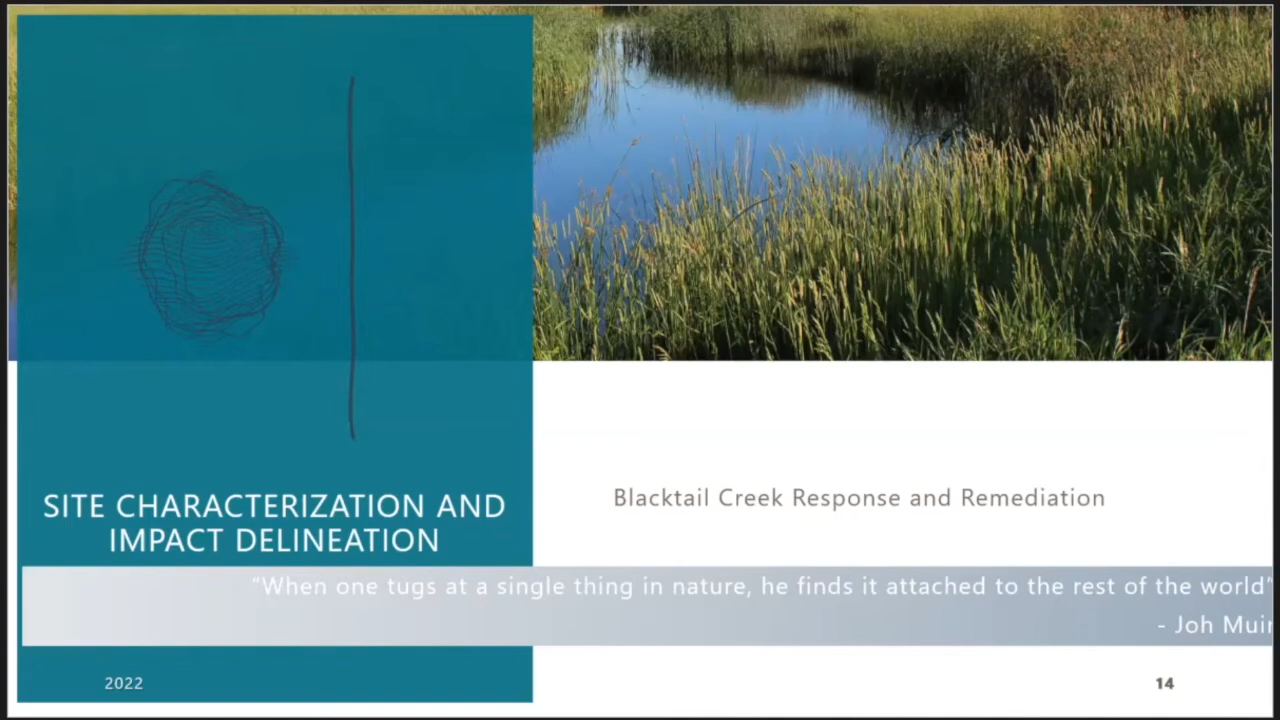 SITE CHARACTERIZATION AND
IMPACT DELINEATION
Blacktail Creek Response and Remediation
“When one tugs at a single thing in nature, he finds it attached to the rest of the world”
- Joh Muir
2022
14